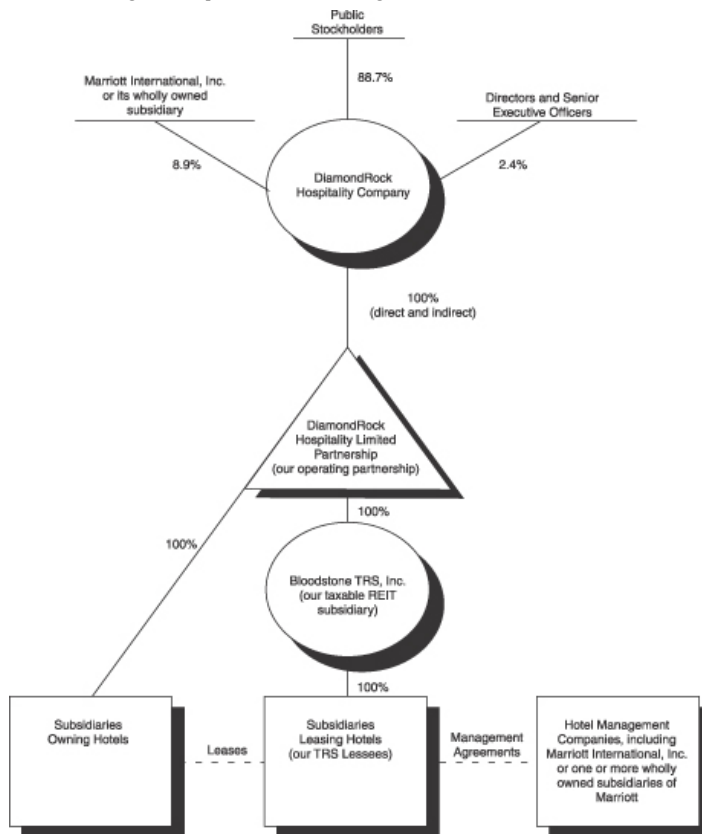 Public
Stockholders
88.7%
Marriott International, Inc.
or its wholly owned
subsidiary
Directors and Senior
Executive Officers
8.9%
2.4%
DiamondRock
Hospitality Company
100%
(direct and indirect)
DiamondRock
Hospitality Limited
Partnership
(our operating partnership)
100%
100%
Bloodstone TRS, Inc.
(our taxable REIT
subsidiary)
100%
Subsidiaries
Owning Hotels
Leases
Subsidiaries
Leasing Hotels
(our TRS Lessees)
Management
Agreements
Hotel Management
Companies, including
Marriott International, Inc.
or one or more wholly
owned subsidiaries of
Marriott